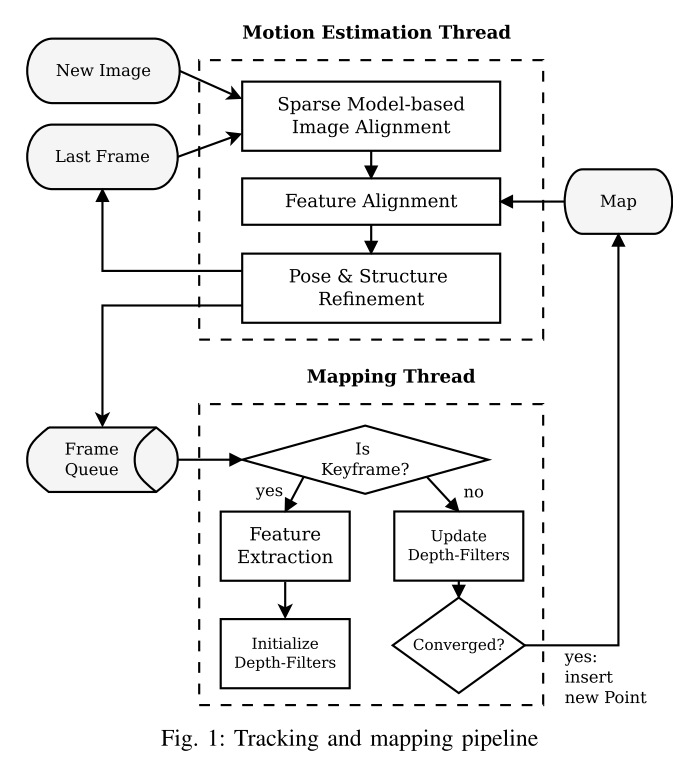 Motion Estimation Thread
New Image
Sparse Model-based
Image Alignment
Last Frame
Feature Alignment
Map
Pose & Structure
Refinement
Mapping Thread
Frame
Queue
Is
Keyframe?
yes
no
Feature
Extraction
Update
Depth-Filters
Initialize
Depth-Filters
Converged?
yes:
insert
new Point
Fig. 1: Tracking and mapping pipeline